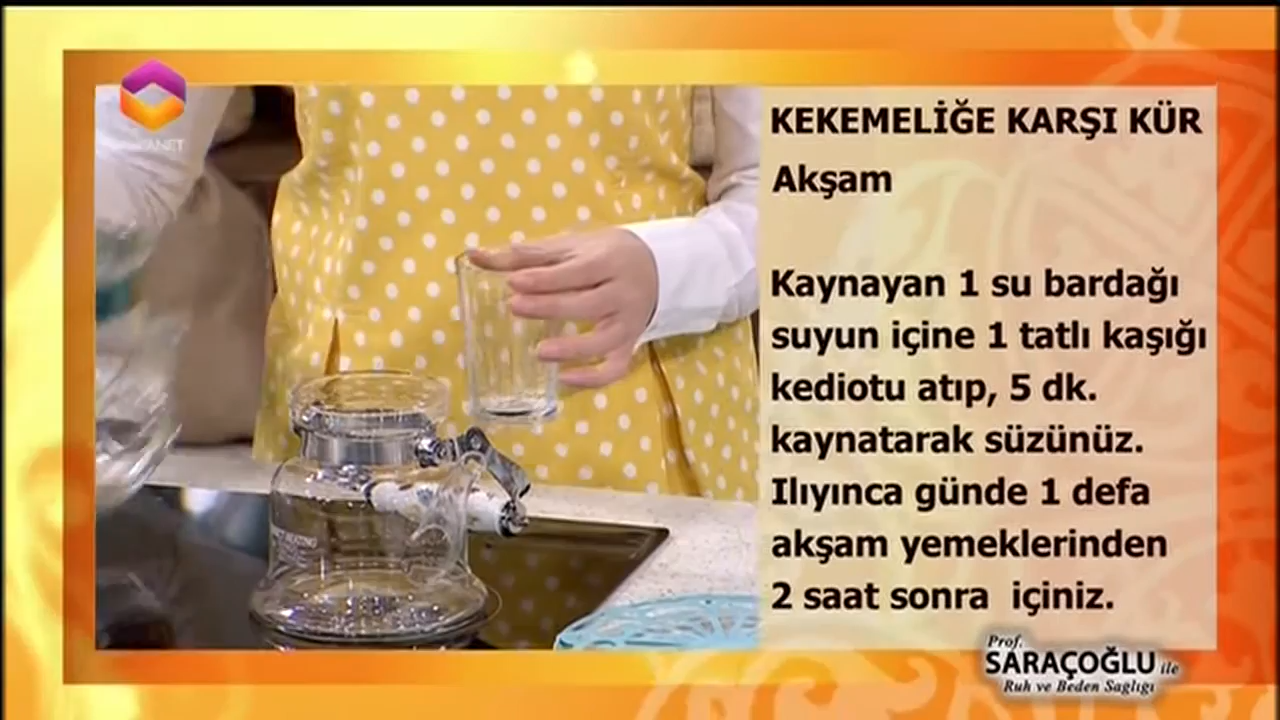 KEKEMELİĞE KARŞI KÜR
Akşam
Kaynayan 1 su bardağı
suyun içine 1 tatlı kaşığı
kediotu atıp, 5 dk.
kaynatarak süzünüz.
Ilıyınca günde 1 defa
akşam yemeklerinden
2 saat sonra içiniz.
Prof.
SARAÇOĞLU ile
Ruh ve Beden Saglığı